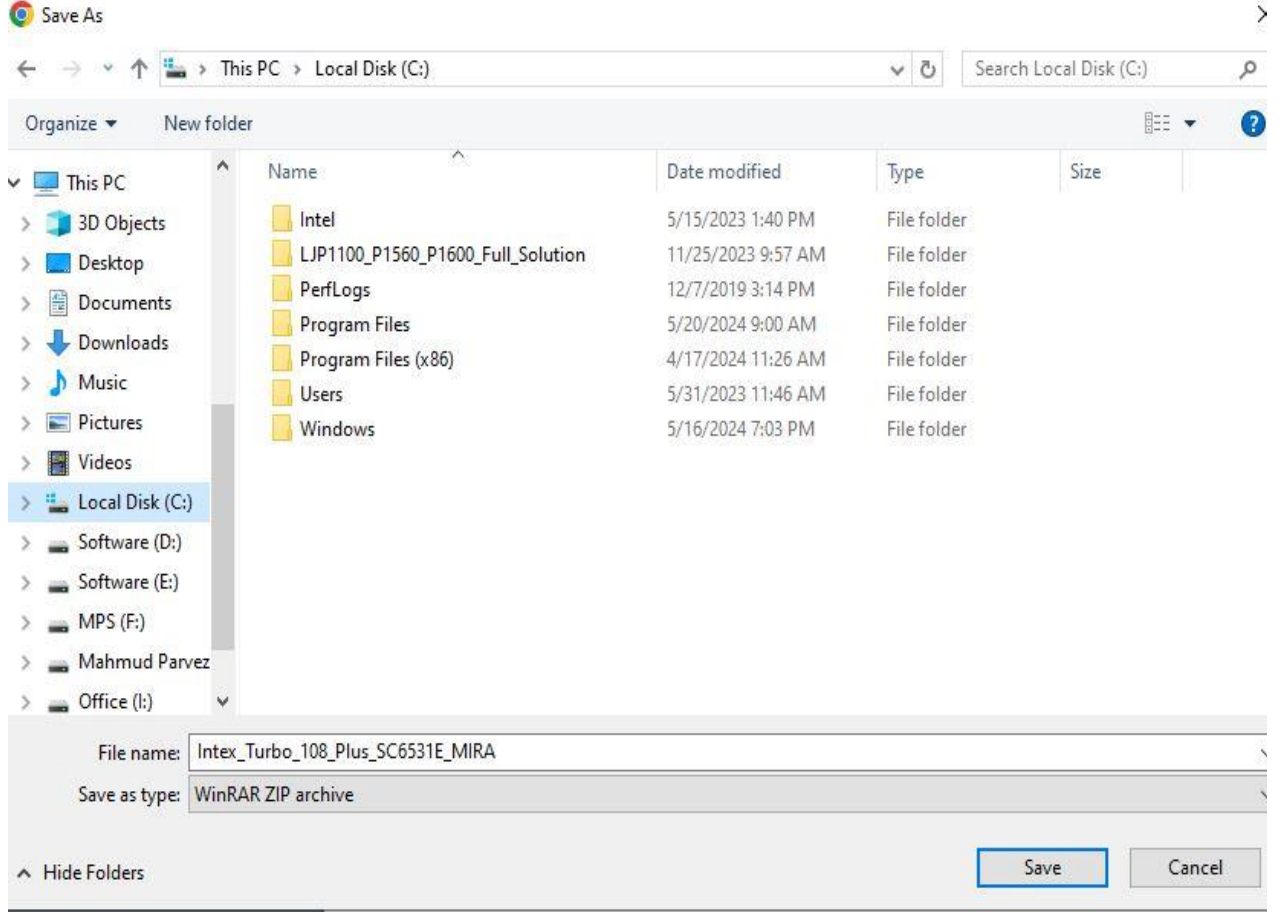 Save As
This PC > Local Disk (C:)
Search Local Disk (C:)
Organize
New folder
Name Date modified Type Size
This PC
3D Objects
Desktop
Documents
Downloads
Music
Pictures
Videos
Local Disk (C:)
Software (D:)
Software (E:)
MPS (F:)
Mahmud Parvez
Office (I:)
Intel 5/15/2023 1:40 PM File folder
LJP1100_P1560_P1600_Full_Solution 11/25/2023 9:57 AM File folder
PerfLogs 12/7/2019 3:14 PM File folder
Program Files 5/20/2024 9:00 AM File folder
Program Files (x86) 4/17/2024 11:26 AM File folder
Users 5/31/2023 11:46 AM File folder
Windows 5/16/2024 7:03 PM File folder
File name: Intex_Turbo_108_Plus_SC6531E_MIRA
Save as type: WinRAR ZIP archive
Hide Folders
Save
Cancel